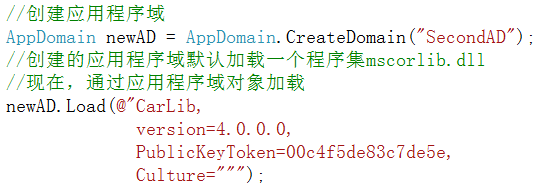 //创建应用程序域
AppDomain newAD = AppDomain.CreateDomain("SecondAD");
//创建的应用程序域默认加载一个程序集mscorlib.dll
//现在，通过应用程序域对象加载
newAD.Load(@"CarLib,
version=4.0.0.0,
PublicKeyToken=00c4f5de83c7de5e,
Culture=""");